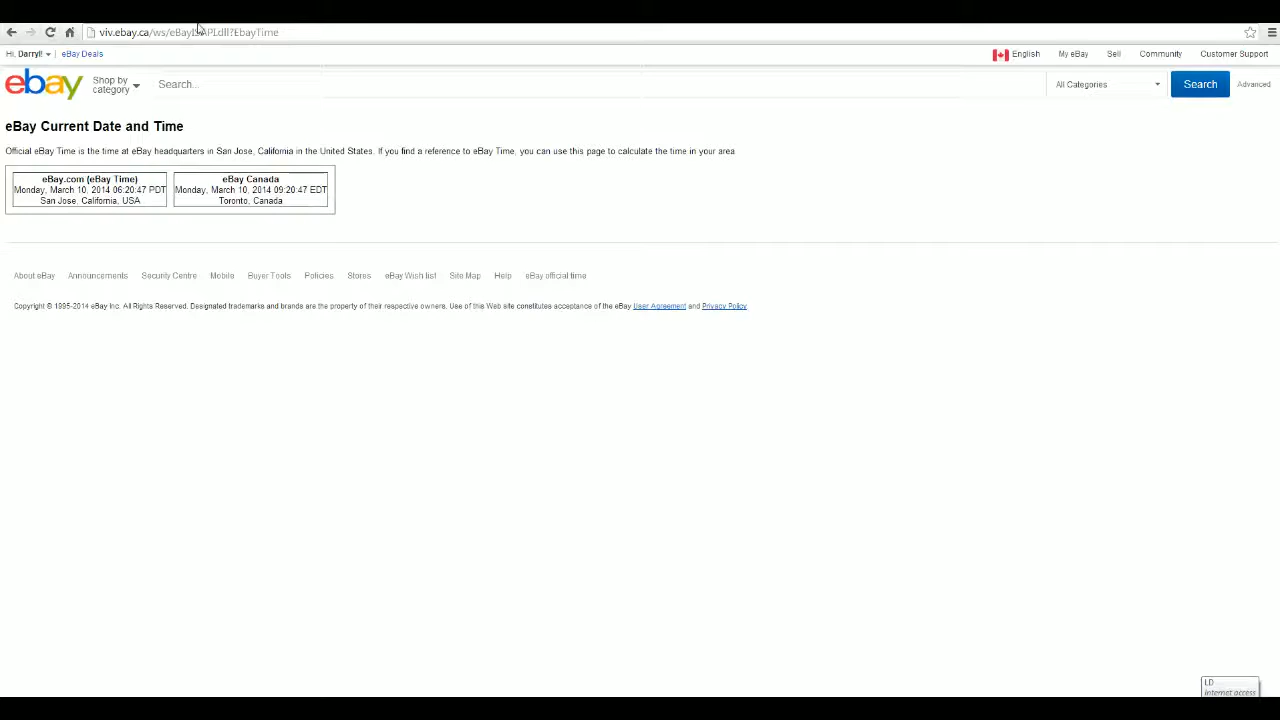 viv.ebay.ca/ws/eBayISAPI.dll?EbayTime
Hi, Darryl! eBay Deals English My eBay Sell Community Customer Support
ebay Shop by category Search... All Categories Search Advanced
eBay Current Date and Time
Official eBay Time is the time at eBay headquarters in San Jose, California in the United States. If you find a reference to eBay Time, you can use this page to calculate the time in your area
eBay.com (eBay Time)
Monday, March 10, 2014 06:20:47 PDT
San Jose, California, USA
eBay Canada
Monday, March 10, 2014 09:20:47 EDT
Toronto, Canada
About eBay Announcements Security Centre Mobile Buyer Tools Policies Stores eBay Wish list Site Map Help eBay official time
Copyright © 1995-2014 eBay Inc. All Rights Reserved. Designated trademarks and brands are the property of their respective owners. Use of this Web site constitutes acceptance of the eBay User Agreement and Privacy Policy.
LD
Internet access